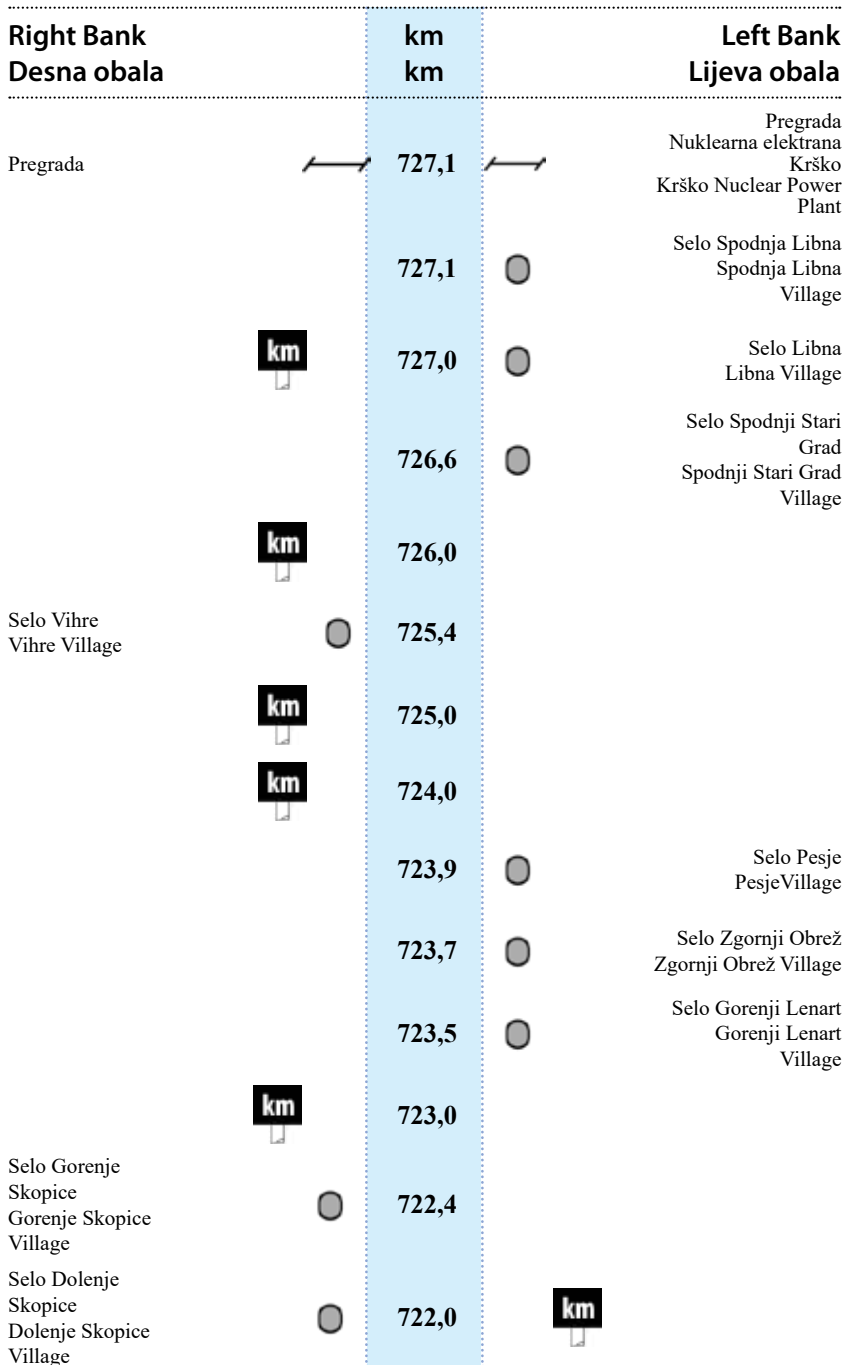 Right Bank km Left Bank
Desna obala km Lijeva obala
Pregrada
Nuklearna elektrana
Pregrada 727,1 Krško
Krško Nuclear Power
Plant
Selo Spodnja Libna
727,1 Spodnja Libna
Village
km 727,0 Selo Libna
Libna Village
Selo Spodnji Stari
Grad
726,6 Spodnji Stari Grad
Village
km 726,0
Selo Vihre 725,4
Vihre Village
km 725,0
km 724,0
723,9 Selo Pesje
PesjeVillage
723,7 Selo Zgornji Obrež
Zgornji Obrež Village
Selo Gorenji Lenart
723,5 Gorenji Lenart
Village
km 723,0
Selo Gorenje
Skopice
Gorenje Skopice 722,4
Village
Selo Dolenje
Skopice
Dolenje Skopice 722,0 km
Village